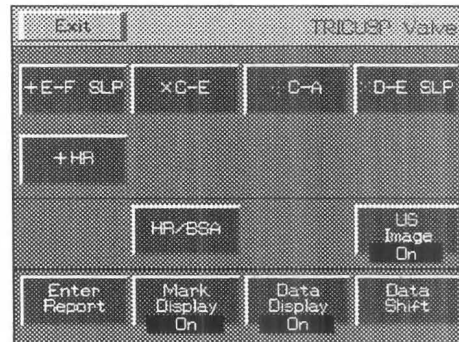 Exit
TRICUSP Valve
+E-F SLP
×C-E
C-A
D-E SLP
+HR
HR/BSA
US
Image
On
Enter
Report
Mark
Display
On
Data
Display
On
Data
Shift